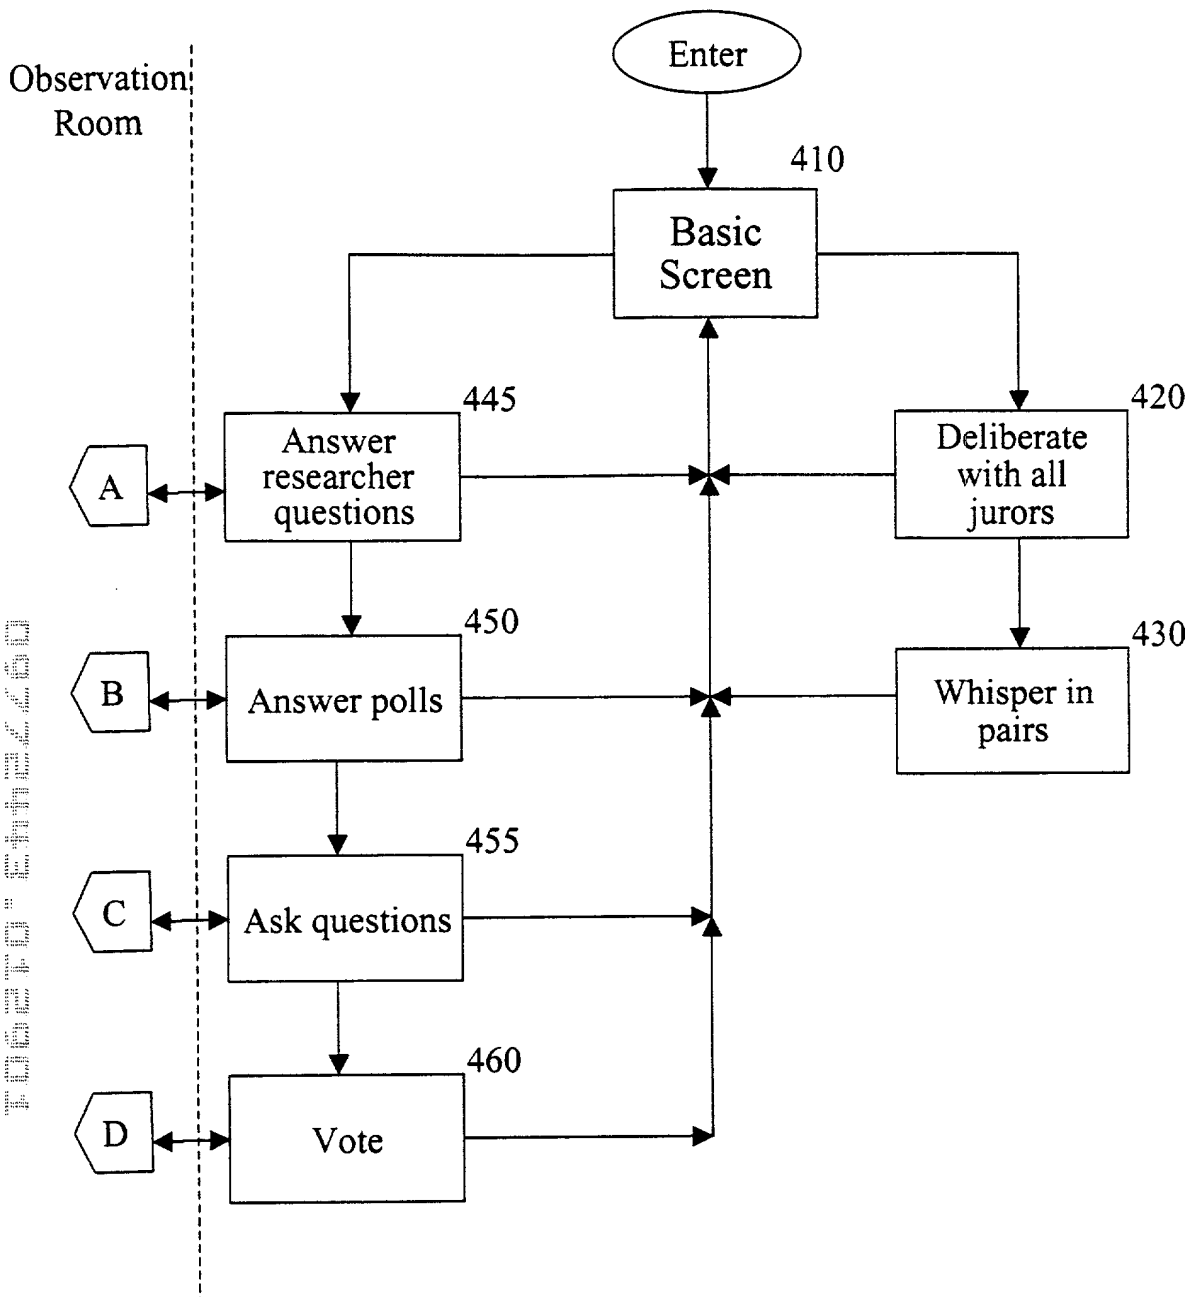 Enter
Observation
Room
410
Basic
Screen
445
Answer
researcher
questions
420
Deliberate
with all
jurors
A
450
Answer polls
430
Whisper in
pairs
B
455
Ask questions
C
460
Vote
D